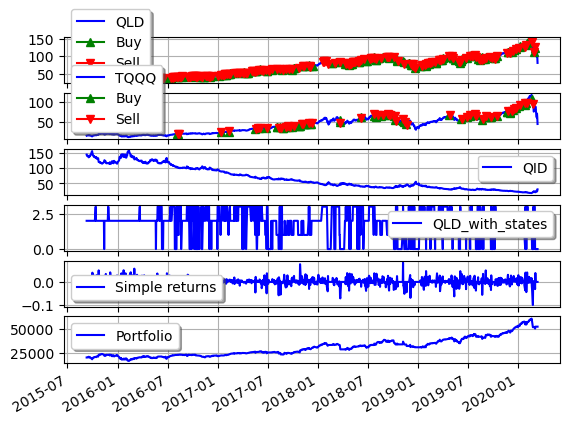 QLD
Buy
Sell
150
100
50
TQQQ
Buy
Sell
100
50
QID
150
100
50
QLD_with_states
2.5
0.0
Simple returns
0.0
−0.1
Portfolio
50000
25000
2015-07
2016-01
2016-07
2017-01
2017-07
2018-01
2018-07
2019-01
2019-07
2020-01